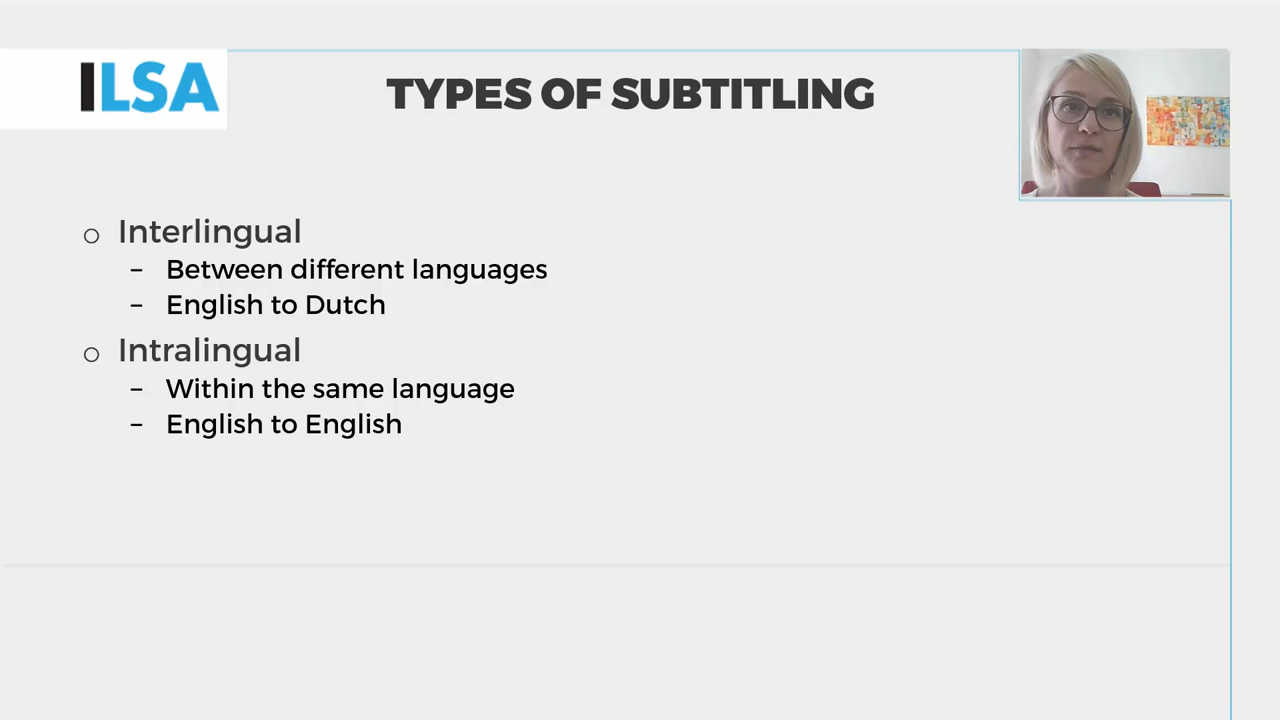 ILSA
TYPES OF SUBTITLING
o Interlingual
– Between different languages
– English to Dutch
o Intralingual
– Within the same language
– English to English